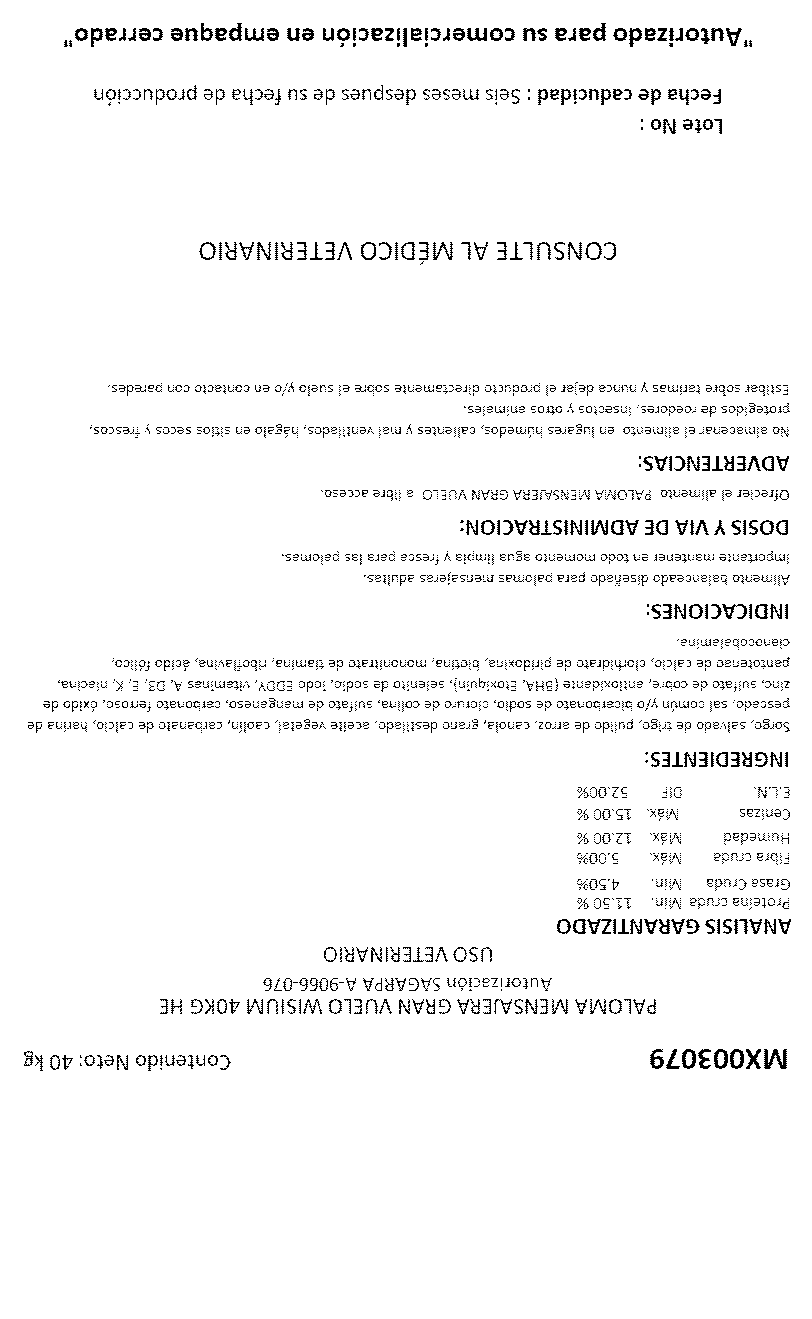 MX003079 Contenido Neto: 40 kg
PALOMA MENSAJERA GRAN VUELO WISIUM 40KG HE
Autorización SAGARPA A-9066-076
USO VETERINARIO
ANALISIS GARANTIZADO
Proteína cruda Min. 11.50 %
Grasa Cruda Min. 4.50%
Fibra cruda Máx. 5.00%
Humedad Máx. 12.00 %
Cenizas Máx. 15.00 %
E.L.N. DIF 52.00%
INGREDIENTES:
Sorgo, salvado de trigo, pulido de arroz, canola, grano destilado, aceite vegetal, caolín, carbonato de calcio, harina de
pescado, sal común y/o bicarbonato de sodio, cloruro de colina, sulfato de manganeso, carbonato ferroso, óxido de
zinc, sulfato de cobre, antioxidante (BHA, Etoxiquin), selenito de sodio, iodo EDDY, vitaminas A, D3, E, K, niacina,
pantotenao de calcio, clorhidrato de piridoxina, biotina, mononitrato de tiamina, riboflavina, ácido fólico,
cianocobalamina.
INDICACIONES:
Alimento balanceado diseñado para palomas mensajeras adultas.
Importante mantener en todo momento agua limpia y fresca para las palomas.
DOSIS Y VIA DE ADMINISTRACION:
Ofrecier el alimento PALOMA MENSAJERA GRAN VUELO a libre acceso.
ADVERTENCIAS:
No almacenar el alimento en lugares húmedos, calientes y mal ventilados, hágalo en sitios secos y frescos,
protegidos de roedores, insectos y otros animales.
Estibar sobre tarimas y nunca dejar el producto directamente sobre el suelo y/o en contacto con paredes.
CONSULTE AL MÉDICO VETERINARIO
Lote No :
Fecha de caducidad : Seis meses despues de su fecha de producción
"Autorizado para su comercialización en empaque cerrado"